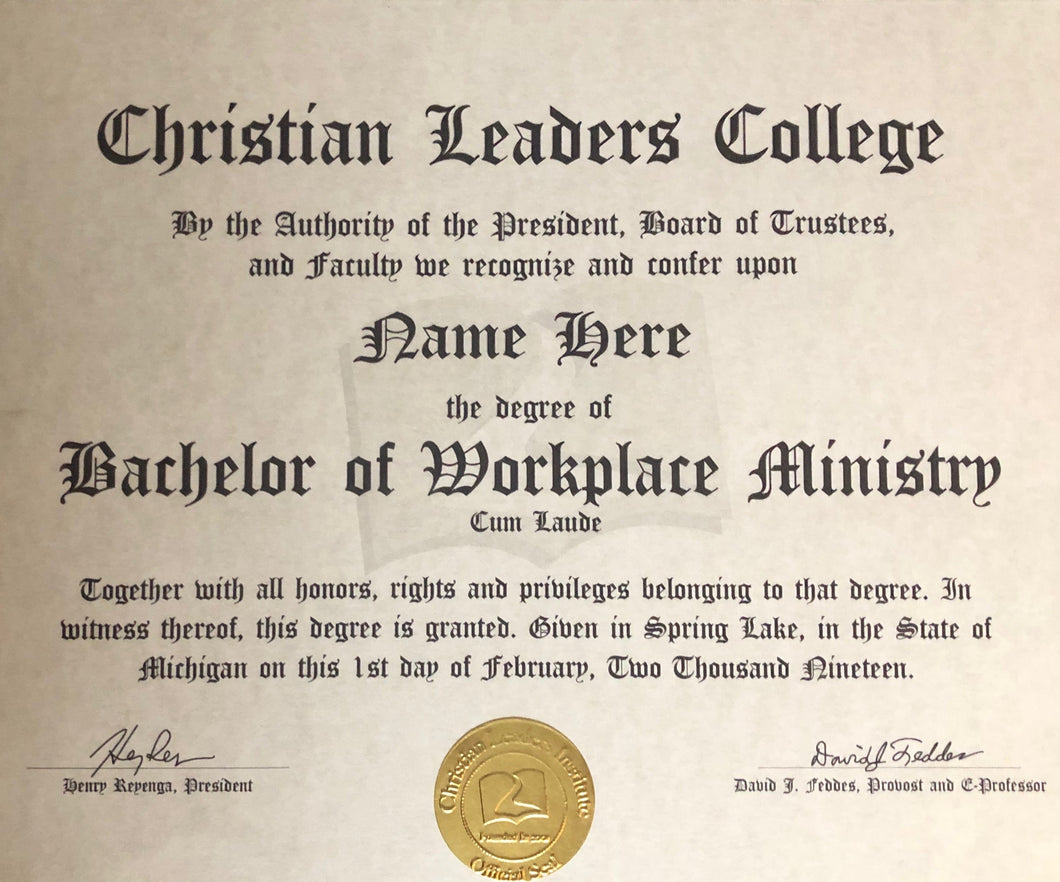 Christian Leaders College
By the Authority of the President, Board of Trustees,
and Faculty we recognize and confer upon
Name Here
the degree of
Bachelor of Workplace Ministry
Cum Laude
Together with all honors, rights and privileges belonging to that degree. In
witness thereof, this degree is granted. Given in Spring Lake, in the State of
Michigan on this 1st day of February, Two Thousand Nineteen.
Henry Reyenga, President
David J. Feddes
David J. Feddes, Provost and E-Professor
Christian Leaders Institute
Official Seal